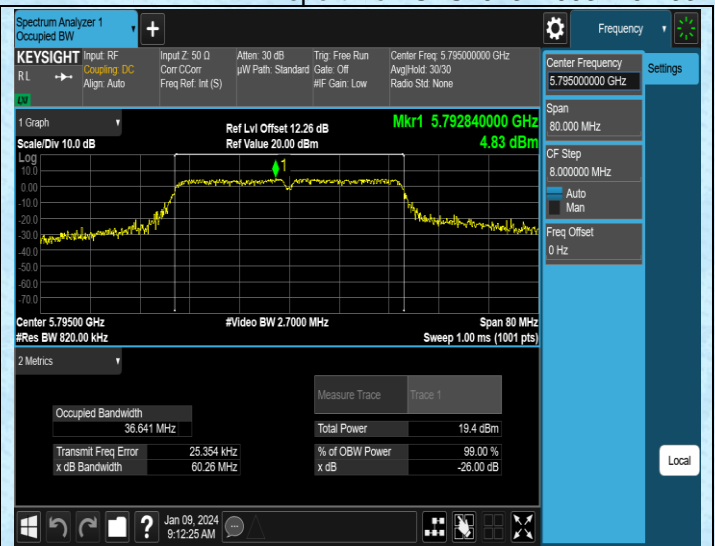 Spectrum Analyzer 1
Occupied BW
Frequency
KEYSIGHT
RL
LXI
Input: RF
Coupling: DC
Align: Auto
Input Z: 50 Ω
Corr CCorr
Freq Ref: Int (S)
Atten: 30 dB
µW Path: Standard
Trig: Free Run
Gate: Off
#IF Gain: Low
Center Freq: 5.795000000 GHz
Avg|Hold: 30/30
Radio Std: None
1 Graph
Scale/Div 10.0 dB
Ref Lvl Offset 12.26 dB
Ref Value 20.00 dBm
Mkr1 5.792840000 GHz
4.83 dBm
Log
10.0
0.00
-10.0
-20.0
-30.0
-40.0
-50.0
-60.0
-70.0
1
Center 5.79500 GHz
#Res BW 820.00 kHz
#Video BW 2.7000 MHz
Span 80 MHz
Sweep 1.00 ms (1001 pts)
2 Metrics
Measure Trace Trace 1
Occupied Bandwidth
36.641 MHz
Total Power 19.4 dBm
Transmit Freq Error 25.354 kHz
x dB Bandwidth 60.26 MHz
% of OBW Power 99.00 %
x dB -26.00 dB
Center Frequency
5.795000000 GHz
Settings
Span
80.000 MHz
CF Step
8.000000 MHz
Auto
Man
Freq Offset
0 Hz
Local
?
Jan 09, 2024
9:12:25 AM